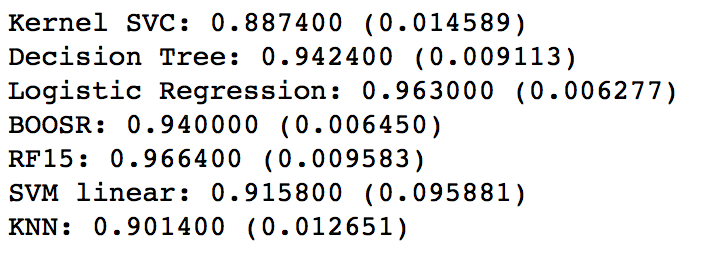 Kernel SVC: 0.887400 (0.014589)
Decision Tree: 0.942400 (0.009113)
Logistic Regression: 0.963000 (0.006277)
BOOSR: 0.940000 (0.006450)
RF15: 0.966400 (0.009583)
SVM linear: 0.915800 (0.095881)
KNN: 0.901400 (0.012651)